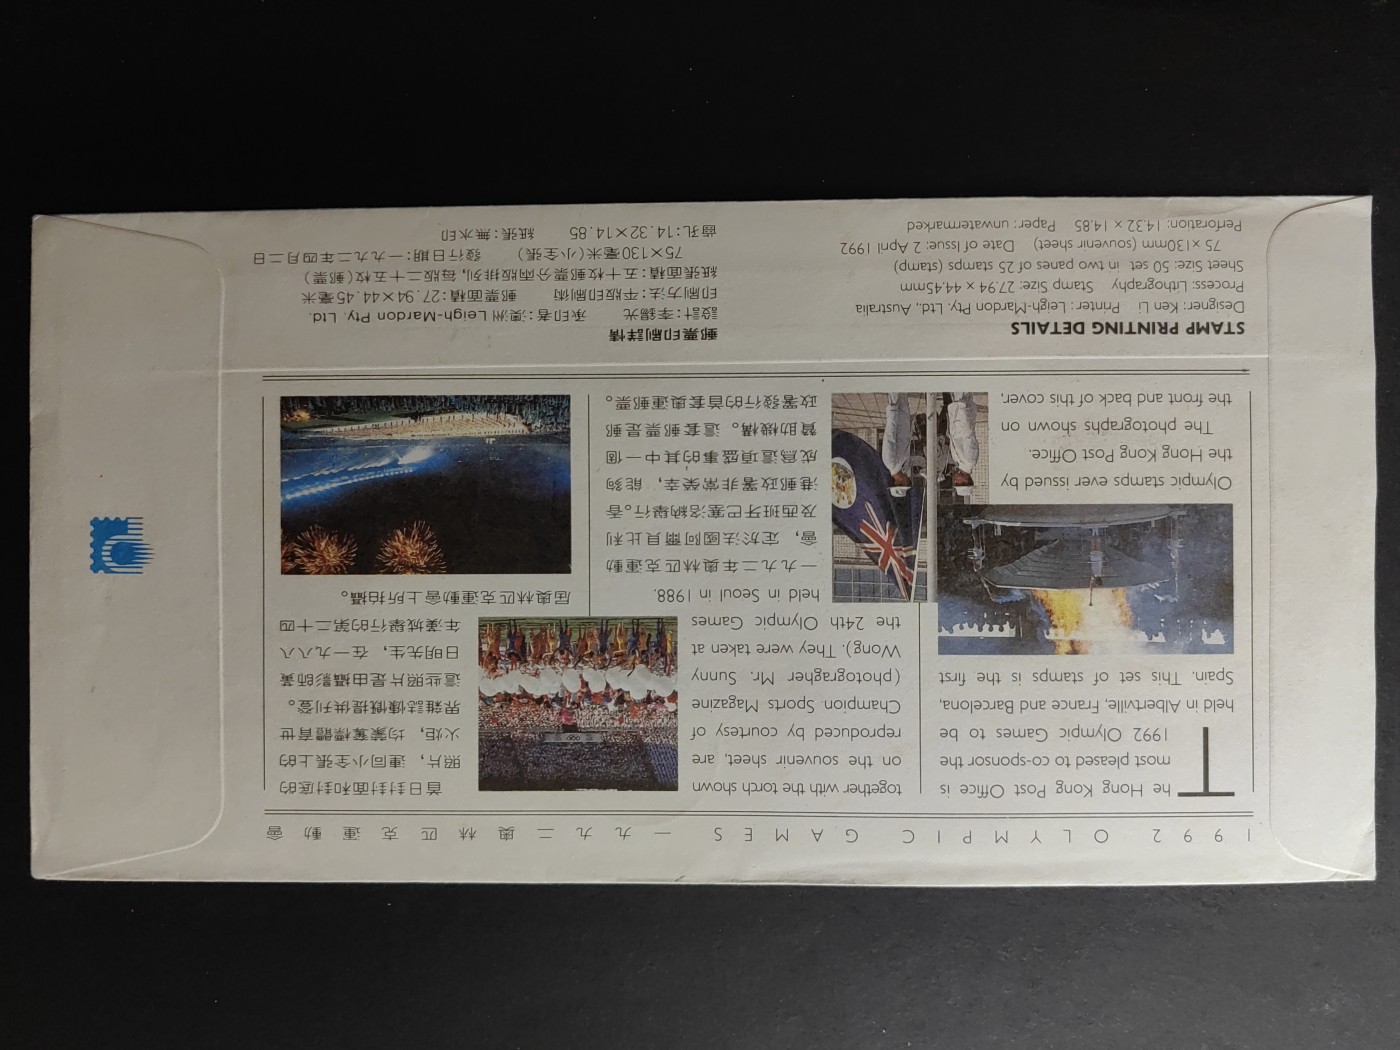 1992 OLYMPIC GAMES 一九九二奧林匹克運動會
The Hong Kong Post Office is
most pleased to co-sponsor the
1992 Olympic Games to be
held in Albertville, France and Barcelona,
Spain. This set of stamps is the first
Olympic stamps ever issued by
the Hong Kong Post Office.
The photographs shown on
the front and back of this cover,
together with the torch shown
on the souvenir sheet, are
reproduced by courtesy of
Champion Sports Magazine
(photogragher Mr. Sunny
Wong). They were taken at
the 24th Olympic Games
held in Seoul in 1988.
一九九二年奧林匹克運動
會，定於法國阿爾貝比利
及西班牙巴塞洛納舉行。香
港郵政署非常榮幸，能夠
成爲這項盛事的其中一個
贊助機構。這套郵票是郵
政署發行的首套奧運郵票。
首日封封面和封底的
照片，連同小全張上的
火炬，均蒙奪標體育世
界雜誌慷慨提供刊登。
這些照片是由攝影師黃
日明先生，在一九八八
年漢城舉行的第二十四
屆奧林匹克運動會上所拍攝。
STAMP PRINTING DETAILS
Designer: Ken Li Printer: Leigh-Mardon Pty. Ltd., Australia
Process: Lithography Stamp Size: 27.94 × 44.45mm
Sheet Size: 50 set in two panes of 25 stamps (stamp)
75×130mm (souvenir sheet) Date of Issue: 2 April 1992
Perforation: 14.32 × 14.85 Paper: unwatermarked
郵票印刷詳情
設計：李錫光 承印者：澳洲 Leigh-Mardon Pty. Ltd.
印刷方法：平版印刷術 郵票面積：27.94×44.45毫米
紙張面積：五十枚郵票分兩版排列，每版二十五枚(郵票)
75×130毫米(小全張) 發行日期：一九九二年四月二日
齒孔：14.32×14.85 紙張：無水印